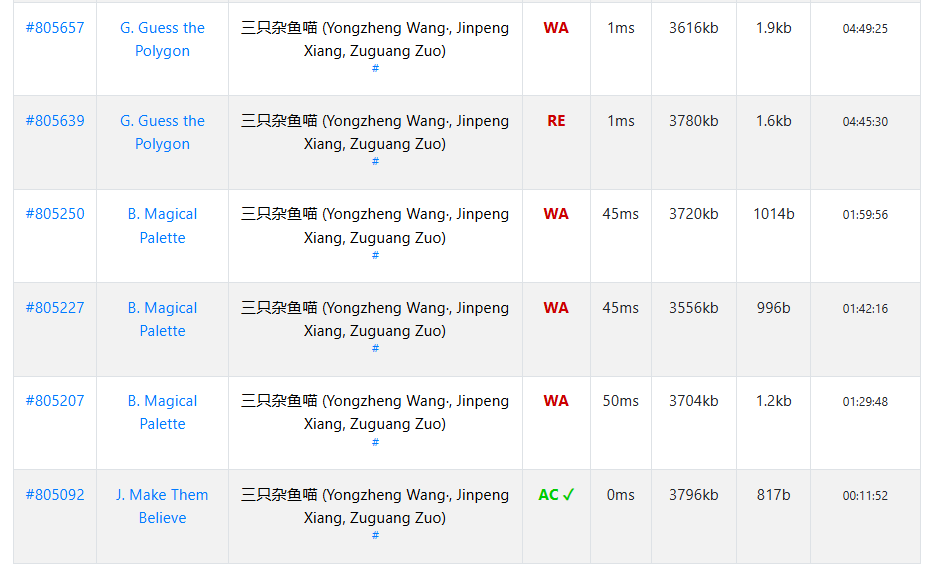 #805657 G. Guess the 三只杂鱼喵 (Yongzheng Wang·, Jinpeng WA 1ms 3616kb 1.9kb 04:49:25
Polygon Xiang, Zuguang Zuo)
#
#805639 G. Guess the 三只杂鱼喵 (Yongzheng Wang·, Jinpeng RE 1ms 3780kb 1.6kb 04:45:30
Polygon Xiang, Zuguang Zuo)
#
#805250 B. Magical 三只杂鱼喵 (Yongzheng Wang·, Jinpeng WA 45ms 3720kb 1014b 01:59:56
Palette Xiang, Zuguang Zuo)
#
#805227 B. Magical 三只杂鱼喵 (Yongzheng Wang·, Jinpeng WA 45ms 3556kb 996b 01:42:16
Palette Xiang, Zuguang Zuo)
#
#805207 B. Magical 三只杂鱼喵 (Yongzheng Wang·, Jinpeng WA 50ms 3704kb 1.2kb 01:29:48
Palette Xiang, Zuguang Zuo)
#
#805092 J. Make Them 三只杂鱼喵 (Yongzheng Wang·, Jinpeng AC ✓ 0ms 3796kb 817b 00:11:52
Believe Xiang, Zuguang Zuo)
#